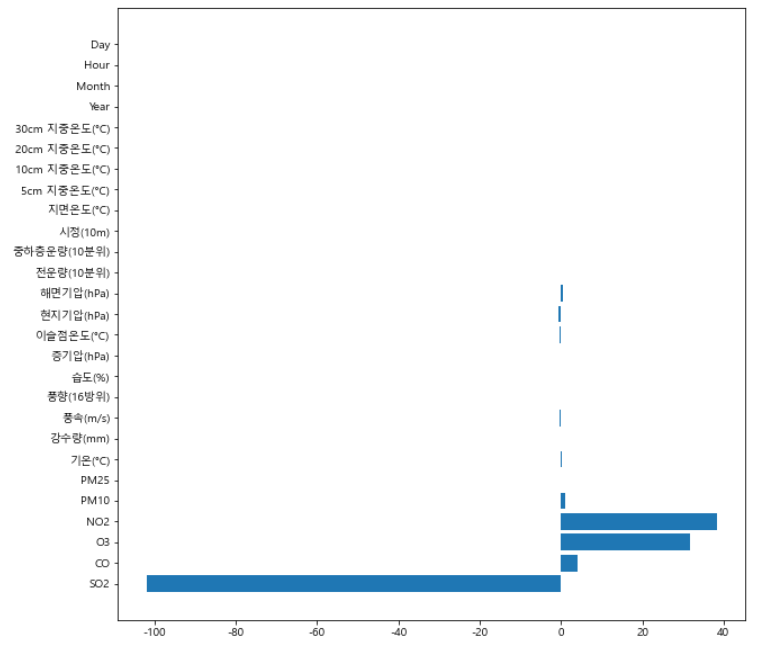 Day
Hour
Month
Year
30cm 지중온도(°C)
20cm 지중온도(°C)
10cm 지중온도(°C)
5cm 지중온도(°C)
지면온도(°C)
시정(10m)
중하층운량(10분위)
전운량(10분위)
해면기압(hPa)
현지기압(hPa)
이슬점온도(°C)
증기압(hPa)
습도(%)
풍향(16방위)
풍속(m/s)
강수량(mm)
기온(°C)
PM25
PM10
NO2
O3
CO
SO2
-100 -80 -60 -40 -20 0 20 40